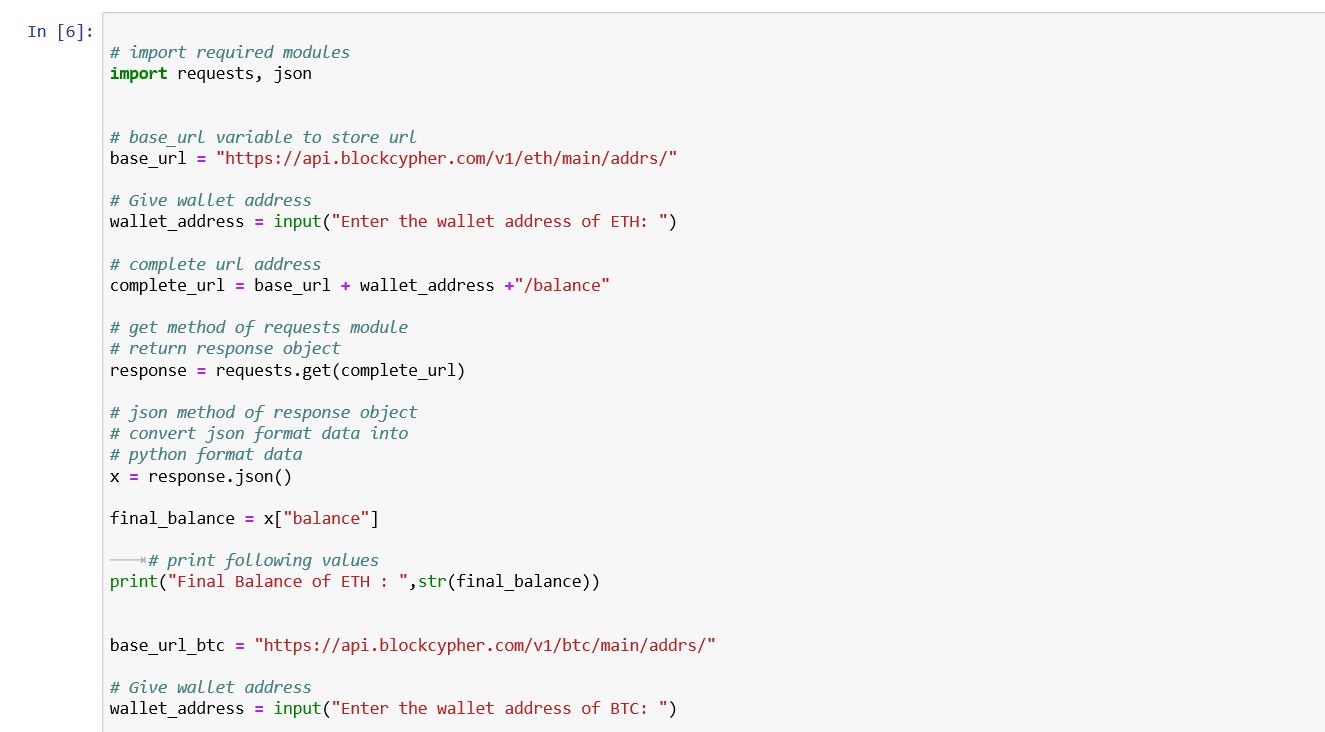 In [6]:
# import required modules
import requests, json
# base_url variable to store url
base_url = "https://api.blockcypher.com/v1/eth/main/addrs/"
# Give wallet address
wallet_address = input("Enter the wallet address of ETH: ")
# complete url address
complete_url = base_url + wallet_address +"/balance"
# get method of requests module
# return response object
response = requests.get(complete_url)
# json method of response object
# convert json format data into
# python format data
x = response.json()
final_balance = x["balance"]
# print following values
print("Final Balance of ETH : ",str(final_balance))
base_url_btc = "https://api.blockcypher.com/v1/btc/main/addrs/"
# Give wallet address
wallet_address = input("Enter the wallet address of BTC: ")